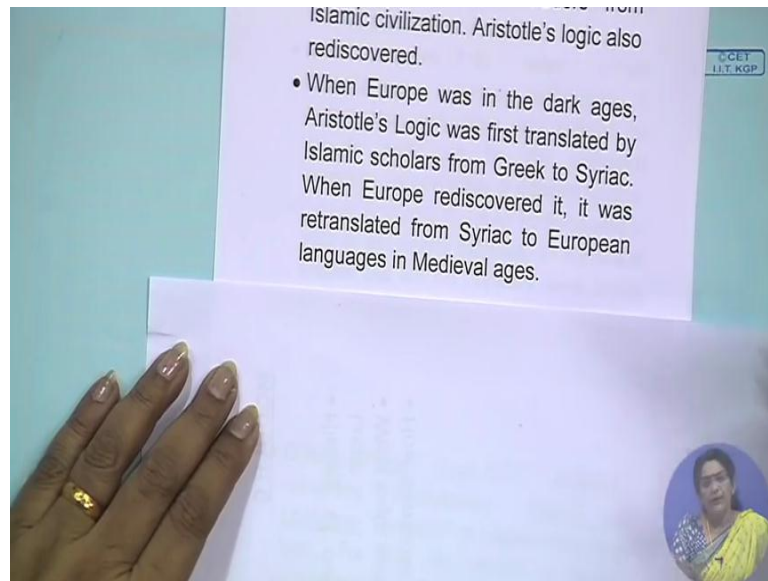 from
Islamic civilization. Aristotle's logic also
rediscovered.
• When Europe was in the dark ages,
Aristotle's Logic was first translated by
Islamic scholars from Greek to Syriac.
When Europe rediscovered it, it was
retranslated from Syriac to European
languages in Medieval ages.
©CET
I.I.T. KGP